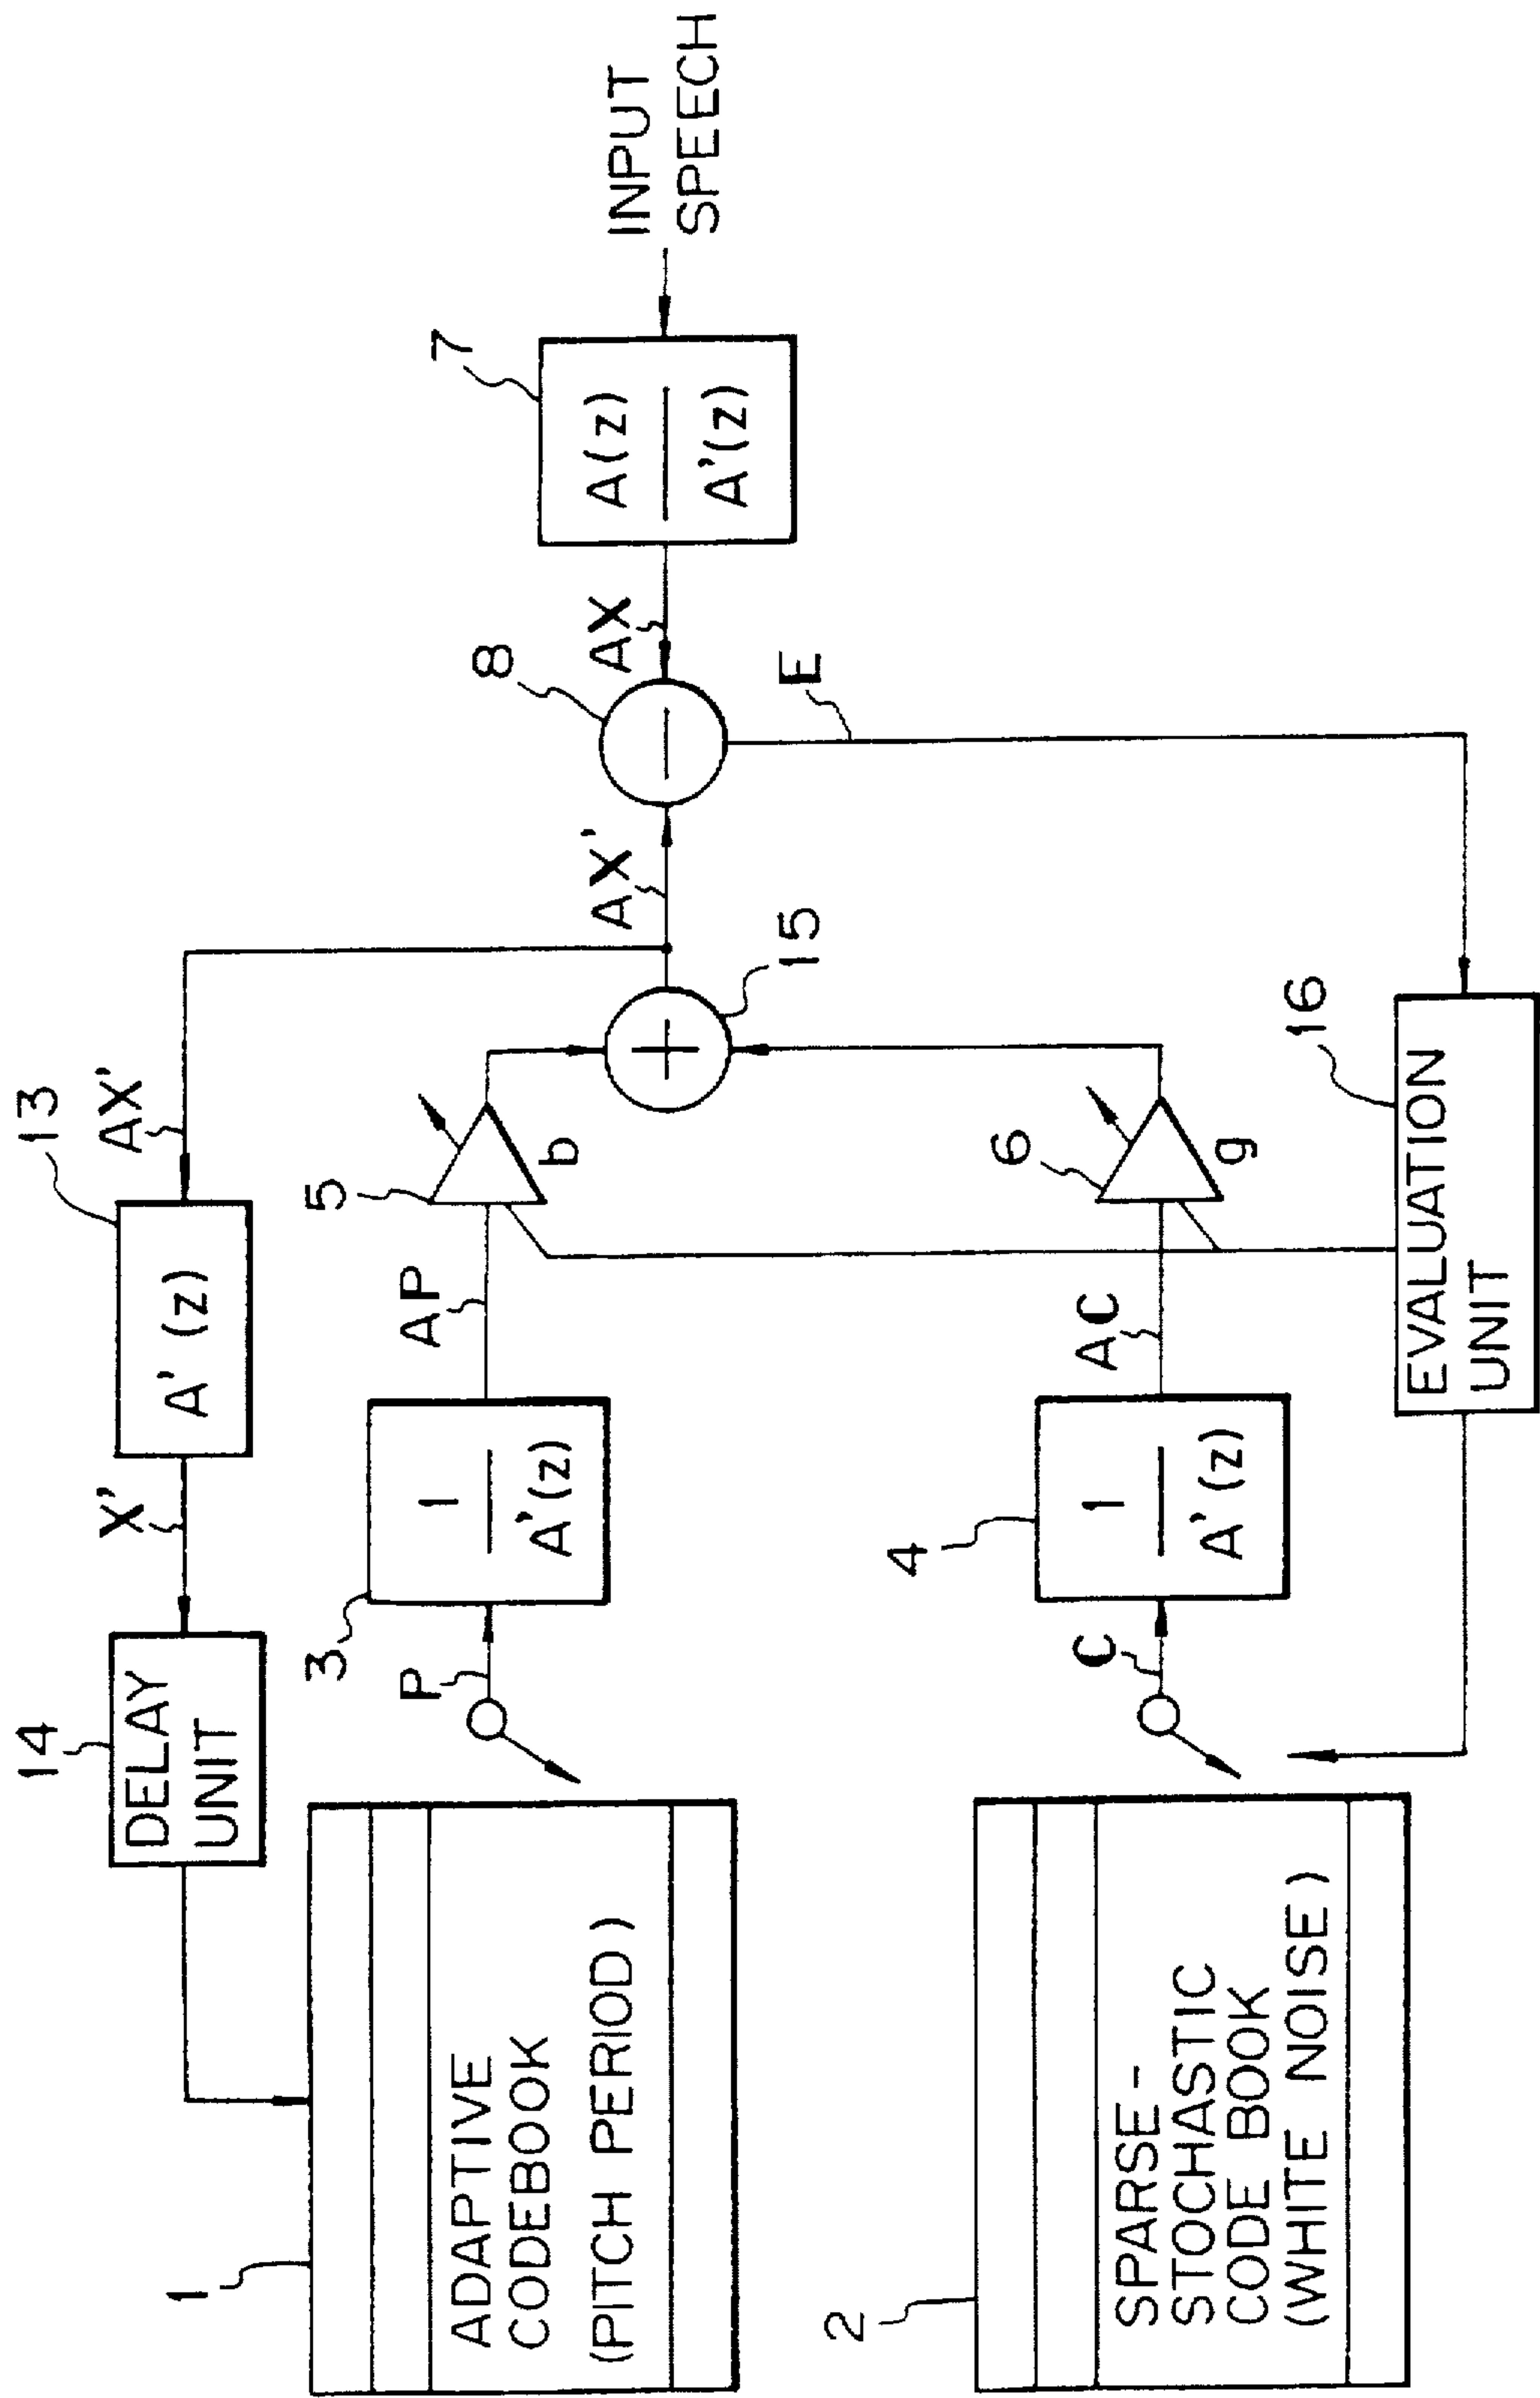 13
14
AX'
X'
DELAY
UNIT
A' (z)
1
ADAPTIVE
CODEBOOK
(PITCH PERIOD)
P
3
1
A'(z)
AP
5
b
15
AX'
8
AX
7
A(z)
A'(z)
INPUT
SPEECH
E
2
SPARSE-
STOCHASTIC
CODE BOOK
(WHITE NOISE)
C
4
1
A'(z)
AC
6
g
16
EVALUATION
UNIT